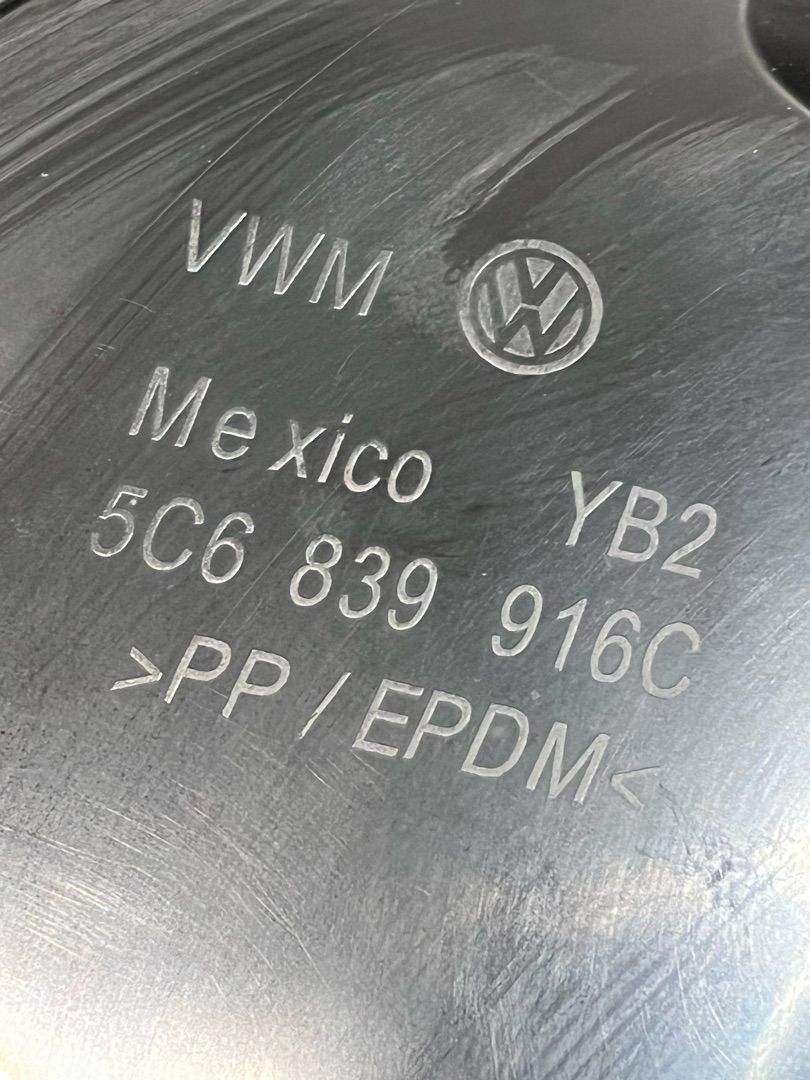 VWM
Mexico YB2
5C6 839 916C
>PP/EPDM<